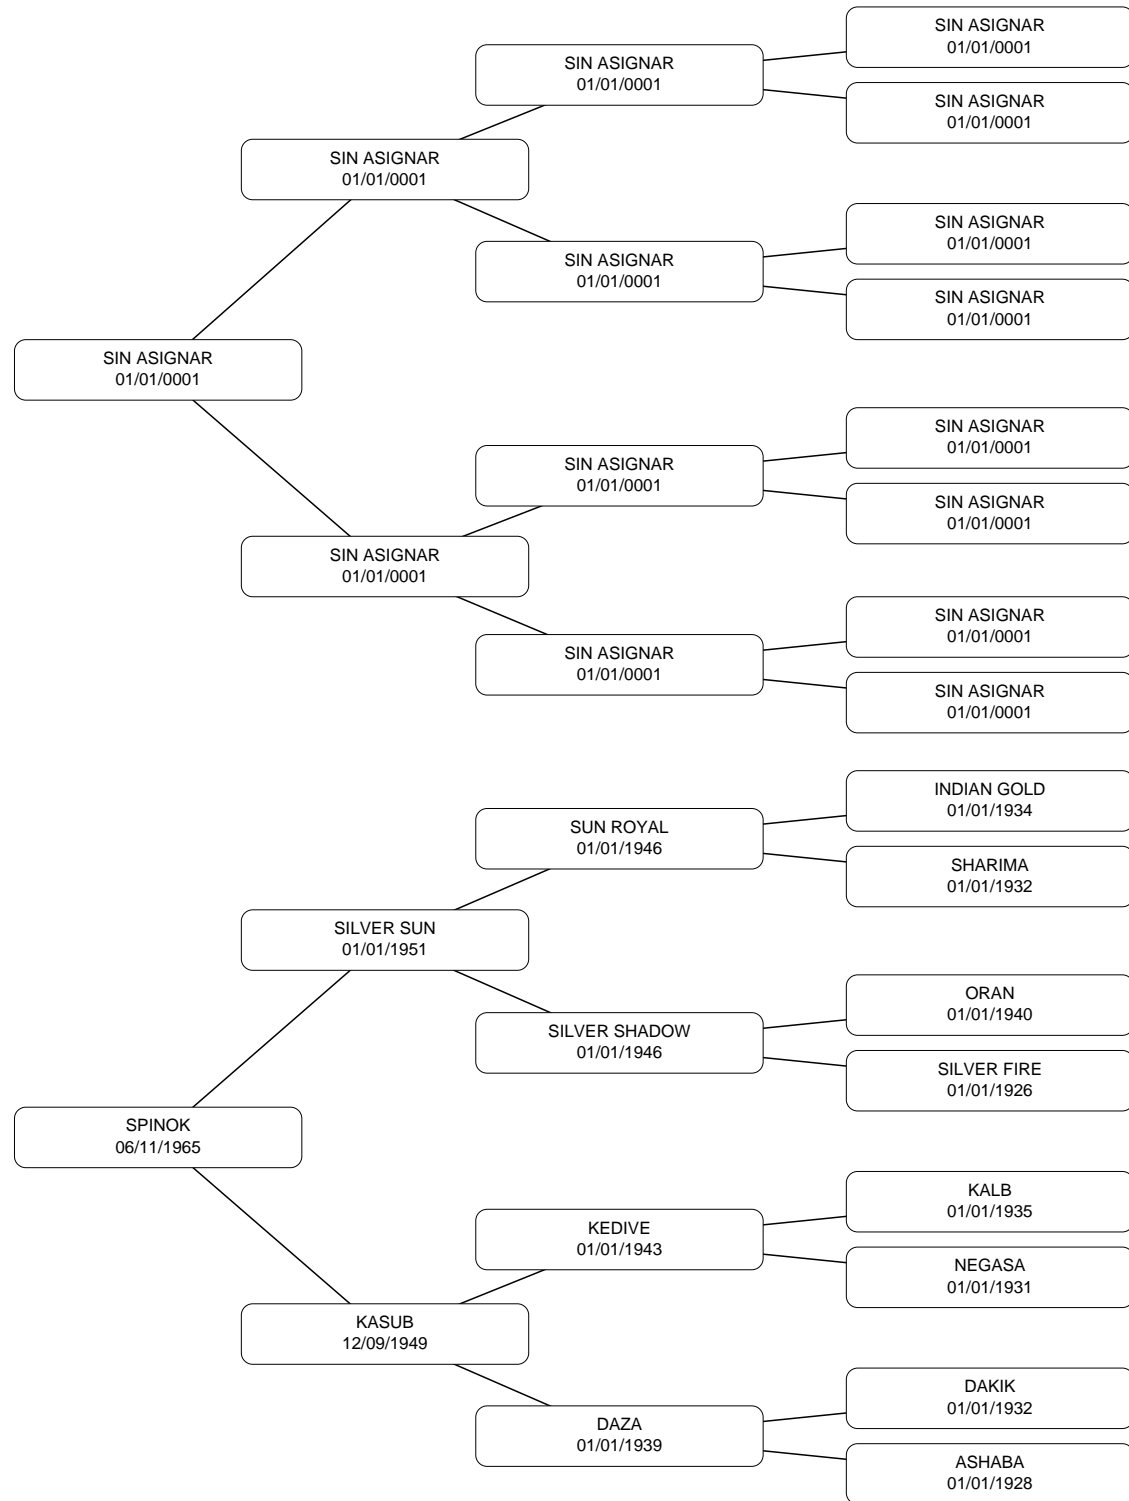 SIN ASIGNAR
01/01/0001
SIN ASIGNAR
01/01/0001
SIN ASIGNAR
01/01/0001
SIN ASIGNAR
01/01/0001
SIN ASIGNAR
01/01/0001
SIN ASIGNAR
01/01/0001
SIN ASIGNAR
01/01/0001
SIN ASIGNAR
01/01/0001
SIN ASIGNAR
01/01/0001
SIN ASIGNAR
01/01/0001
SIN ASIGNAR
01/01/0001
SIN ASIGNAR
01/01/0001
SIN ASIGNAR
01/01/0001
SIN ASIGNAR
01/01/0001
SIN ASIGNAR
01/01/0001
INDIAN GOLD
01/01/1934
SUN ROYAL
01/01/1946
SHARIMA
01/01/1932
SILVER SUN
01/01/1951
ORAN
01/01/1940
SILVER SHADOW
01/01/1946
SILVER FIRE
01/01/1926
SPINOK
06/11/1965
KALB
01/01/1935
KEDIVE
01/01/1943
NEGASA
01/01/1931
KASUB
12/09/1949
DAKIK
01/01/1932
DAZA
01/01/1939
ASHABA
01/01/1928